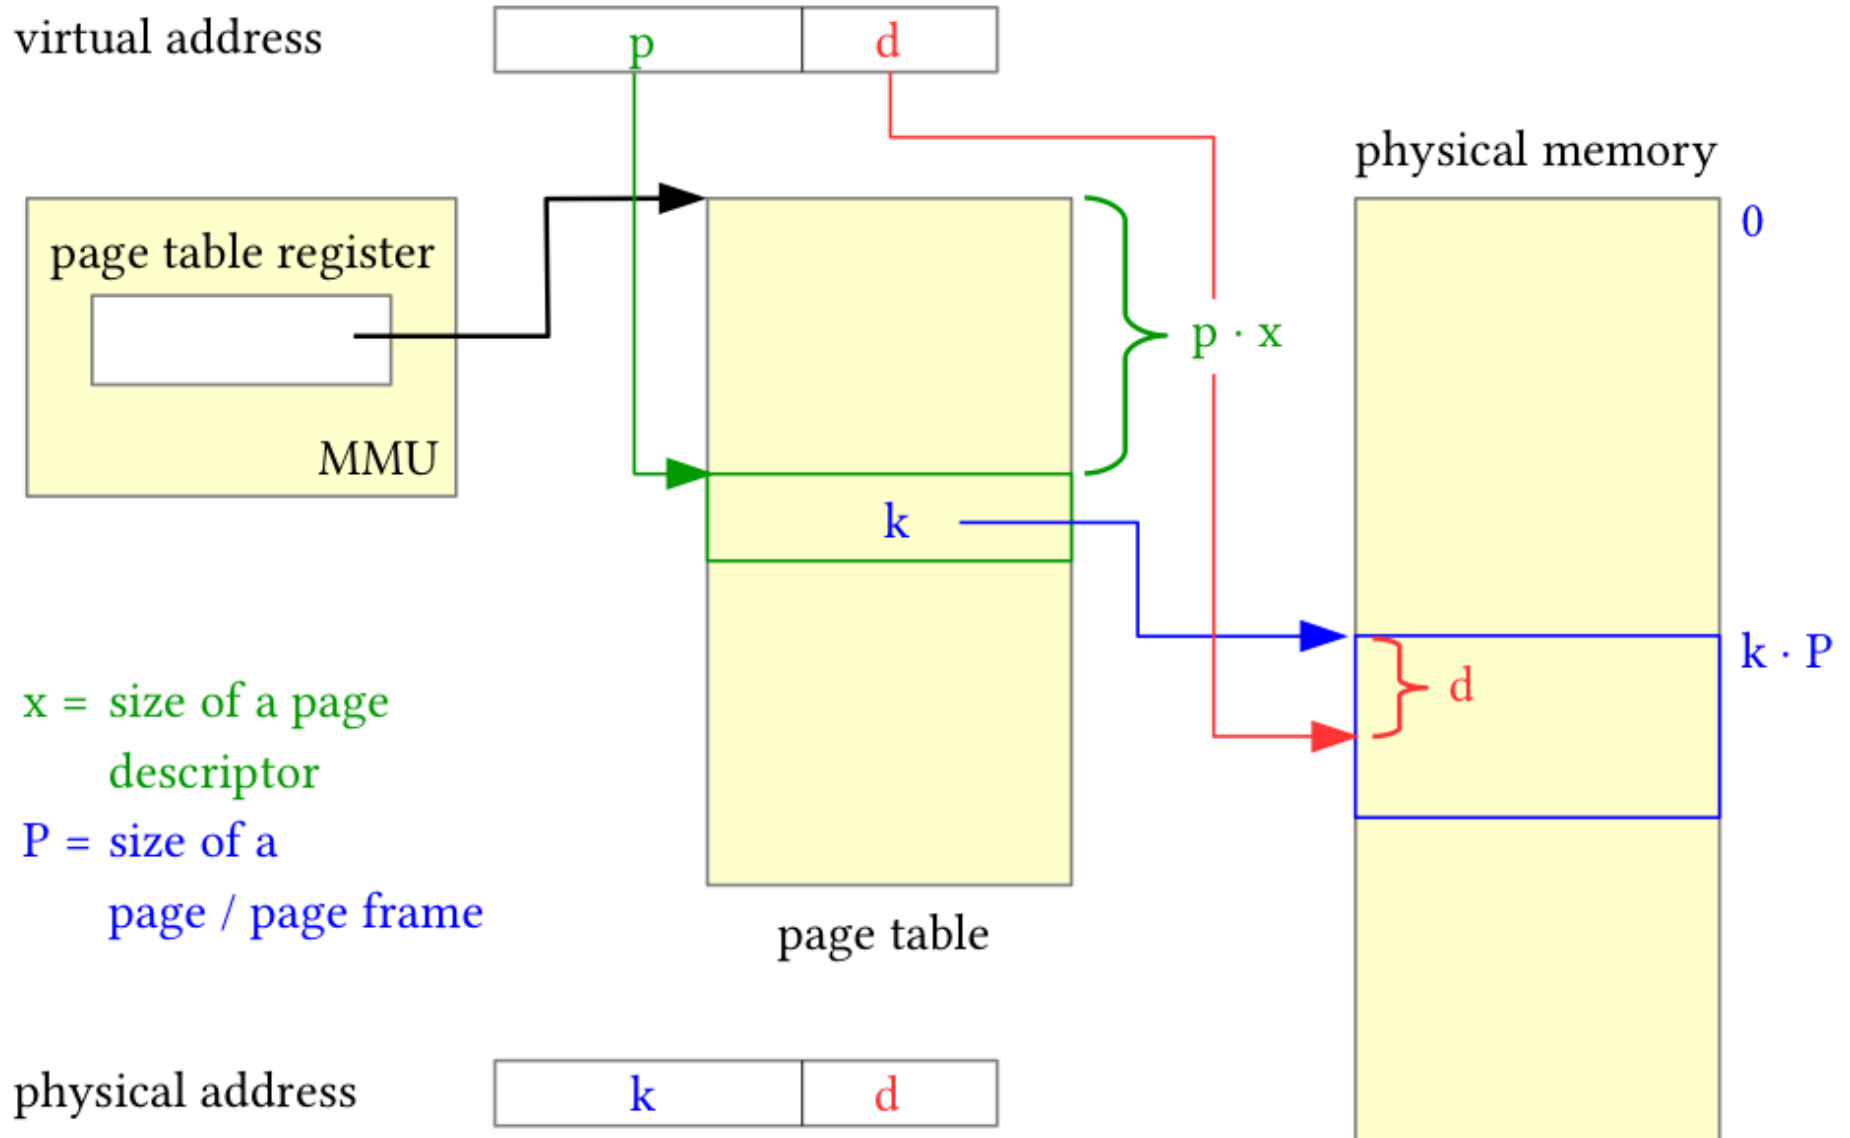 virtual address
p
d
physical memory
0
page table register
MMU
p · x
k
k · P
d
x = size of a page
descriptor
P = size of a
page / page frame
page table
physical address
k
d